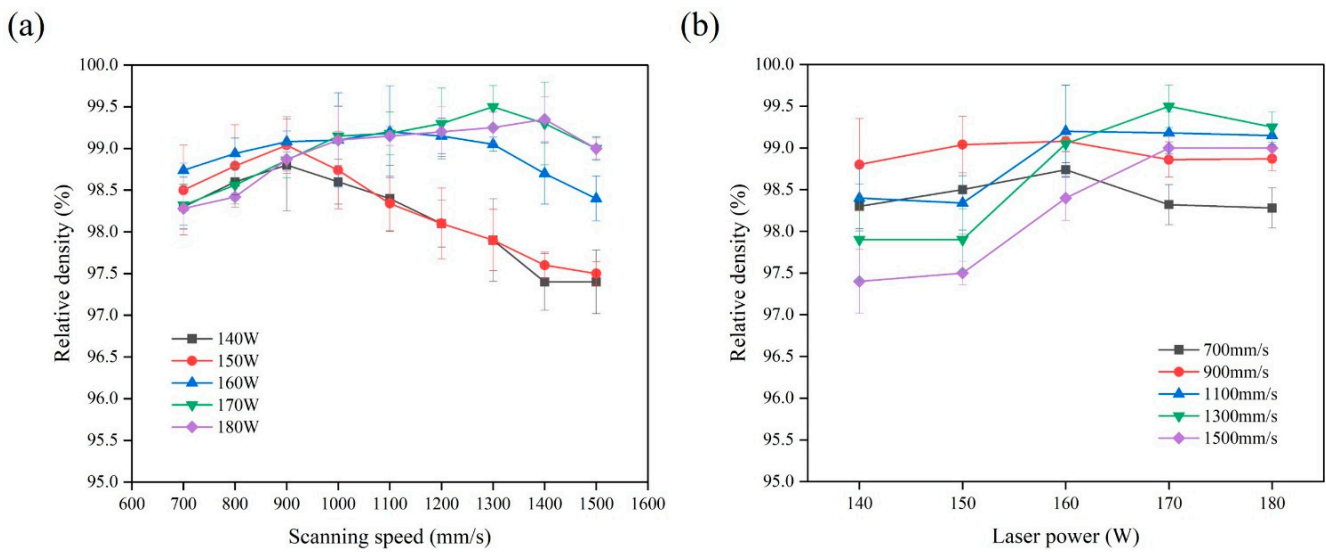 (a)
100.0
99.5
99.0
98.5
98.0
97.5
97.0
96.5
96.0
95.5
95.0
Relative density (%)
140W
150W
160W
170W
180W
600 700 800 900 1000 1100 1200 1300 1400 1500 1600
Scanning speed (mm/s)
(b)
100.0
99.5
99.0
98.5
98.0
97.5
97.0
96.5
96.0
95.5
95.0
Relative density (%)
700mm/s
900mm/s
1100mm/s
1300mm/s
1500mm/s
140 150 160 170 180
Laser power (W)